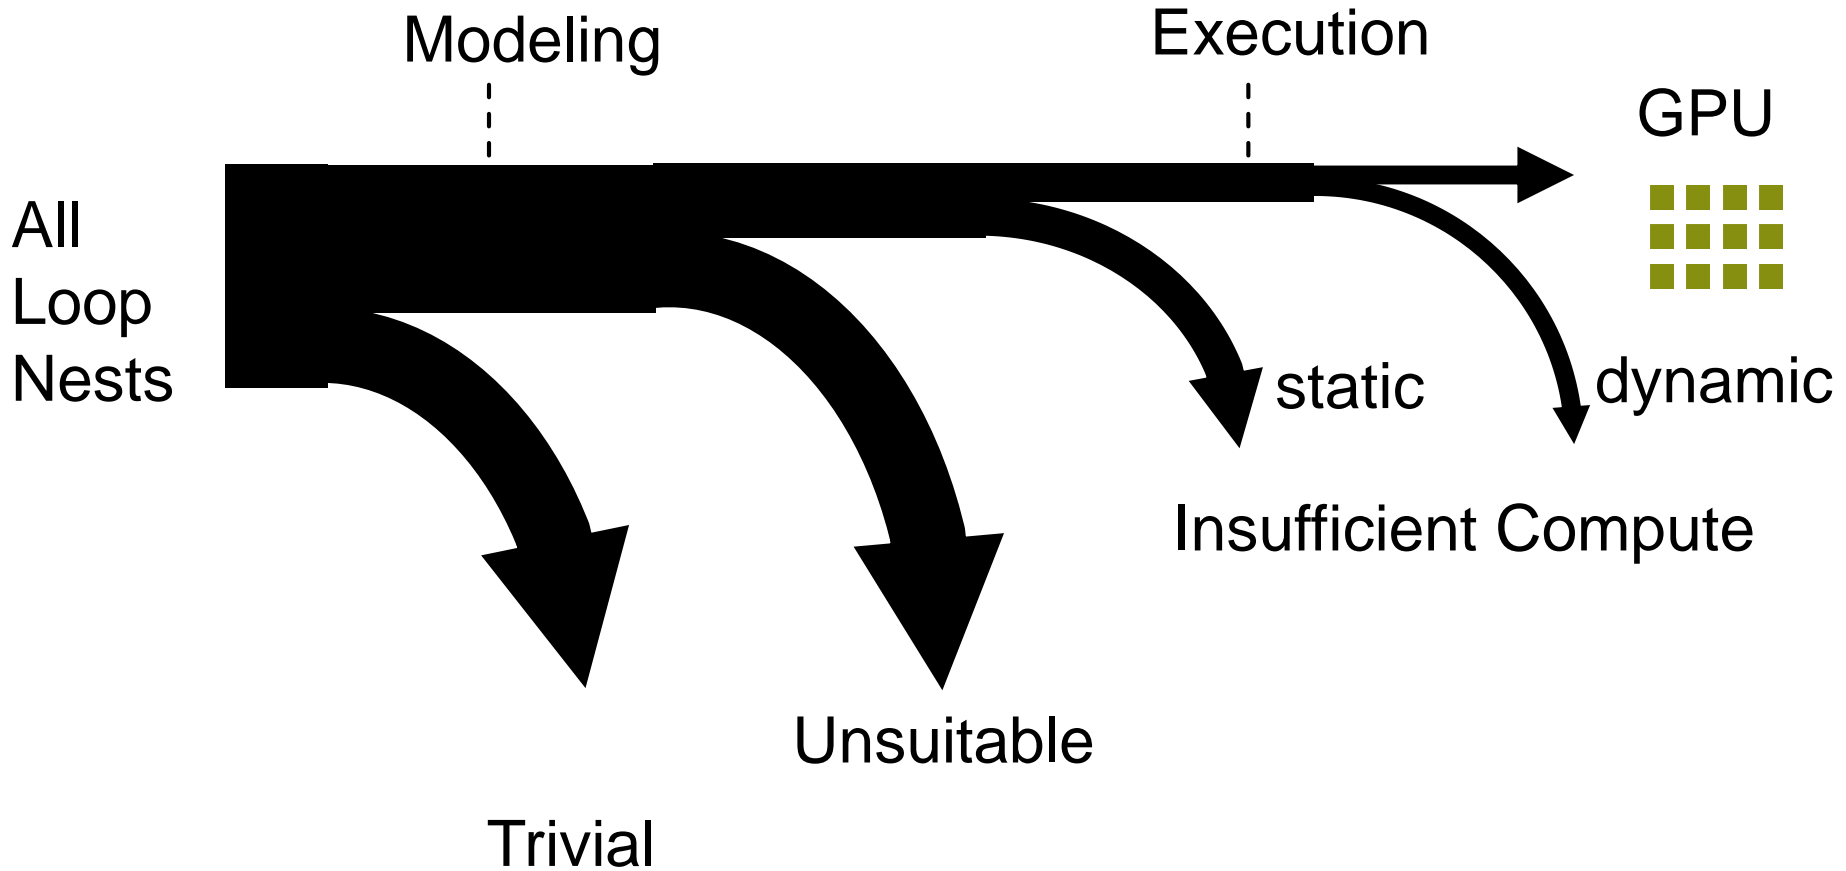 Modeling
Execution
GPU
All
Loop
Nests
static
dynamic
Insufficient Compute
Unsuitable
Trivial